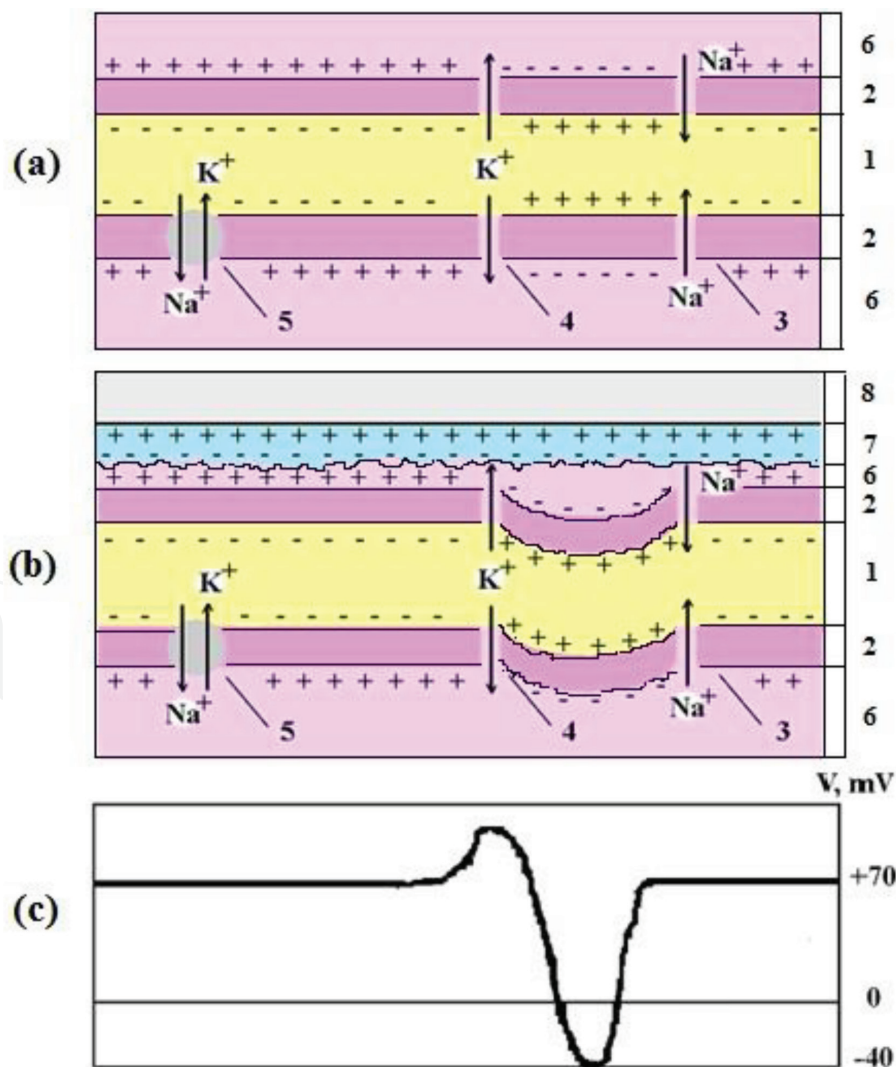 6
+ + + + + + + + + + + + - - - - - - Na+ + + +
2
- - - - - - - - - - - - + + + + + - - -
(a) K+ K+ 1
- - - - - - - - - - - + + + + + - - -
2
+ + + + + + + + + - - - - - - + + +
Na+ 5 4 Na+ 3 6
8
+ + + + + + + + + + + + + + + + + + + + + 7
- - - - - - - - - - - - - - - - - - - - -
+ + + + + + + + + + + + Na+ + + 6
- - - - 2
- - - - - - - - - - - + + + + + + - - -
(b) K+ K+ 1
- - - - - - - - - - + + + + + - - -
2
+ + + + + + + + + - - - - - + +
Na+ 5 4 Na+ 3 6
V, mV
+70
(c)
0
-40